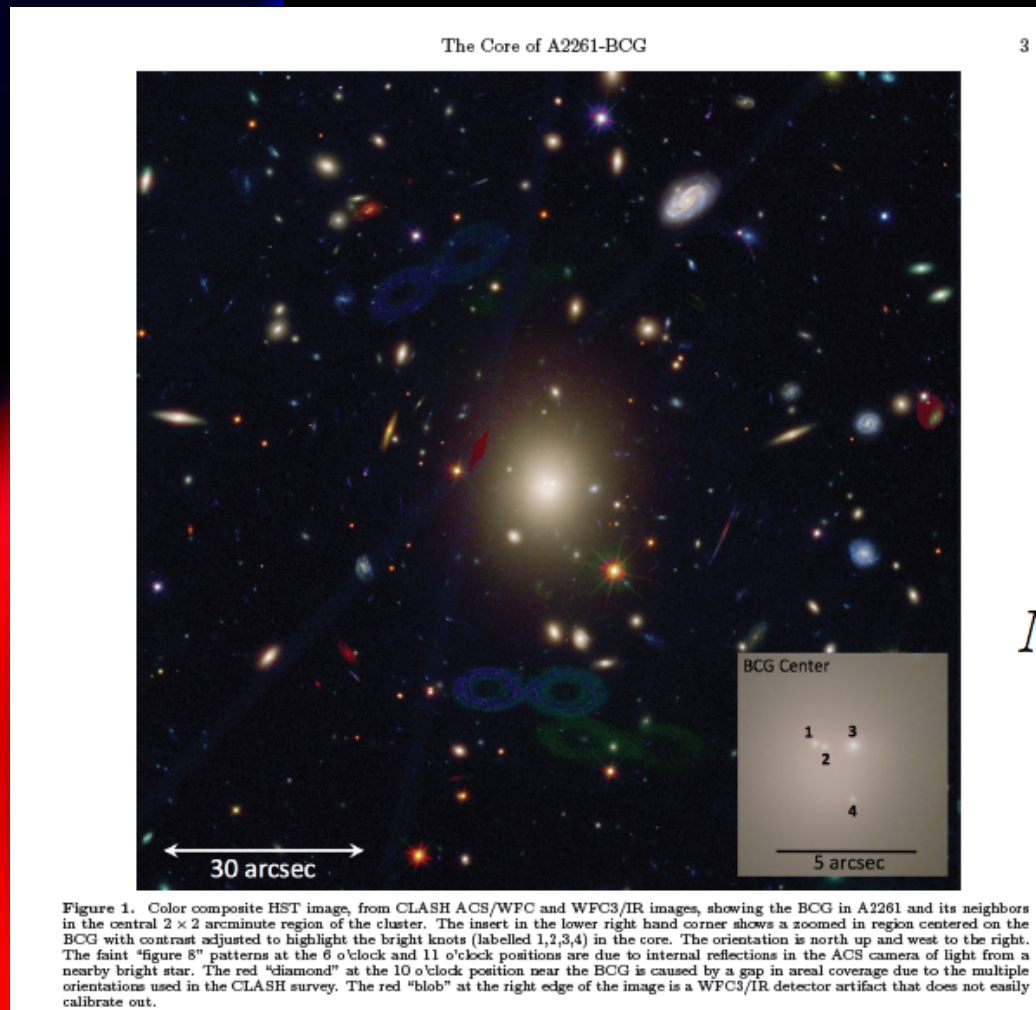 The Core of A2261-BCG 3
BCG Center
1 3
2
4
5 arcsec
30 arcsec
Figure 1. Color composite HST image, from CLASH ACS/WFC and WFC3/IR images, showing the BCG in A2261 and its neighbors
in the central 2 × 2 arcminute region of the cluster. The insert in the lower right hand corner shows a zoomed in region centered on the
BCG with contrast adjusted to highlight the bright knots (labelled 1,2,3,4) in the core. The orientation is north up and west to the right.
The faint "figure 8" patterns at the 6 o'clock and 11 o'clock positions are due to internal reflections in the ACS camera of light from a
nearby bright star. The red "diamond" at the 10 o'clock position near the BCG is caused by a gap in areal coverage due to the multiple
orientations used in the CLASH survey. The red "blob" at the right edge of the image is a WFC3/IR detector artifact that does not easily
calibrate out.